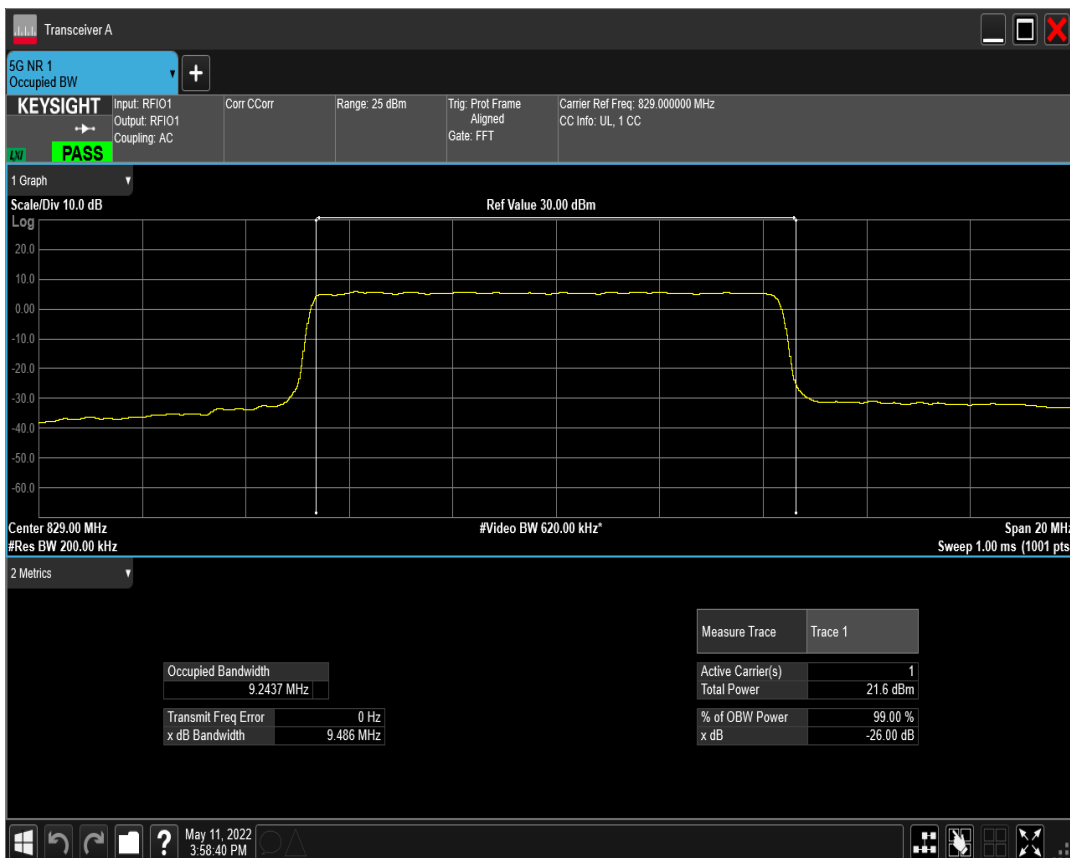 Transceiver A
5G NR 1
Occupied BW
KEYSIGHT
LXI
PASS
Input: RFIO1
Output: RFIO1
Coupling: AC
Corr CCorr
Range: 25 dBm
Trig: Prot Frame
Aligned
Gate: FFT
Carrier Ref Freq: 829.000000 MHz
CC Info: UL, 1 CC
1 Graph
Scale/Div 10.0 dB
Ref Value 30.00 dBm
Log
20.0
10.0
0.00
-10.0
-20.0
-30.0
-40.0
-50.0
-60.0
Center 829.00 MHz
#Video BW 620.00 kHz*
Span 20 MHz
#Res BW 200.00 kHz
Sweep 1.00 ms (1001 pts
2 Metrics
Measure Trace Trace 1
Occupied Bandwidth
9.2437 MHz
Active Carrier(s) 1
Total Power 21.6 dBm
Transmit Freq Error 0 Hz
x dB Bandwidth 9.486 MHz
% of OBW Power 99.00 %
x dB -26.00 dB
?
May 11, 2022
3:58:40 PM